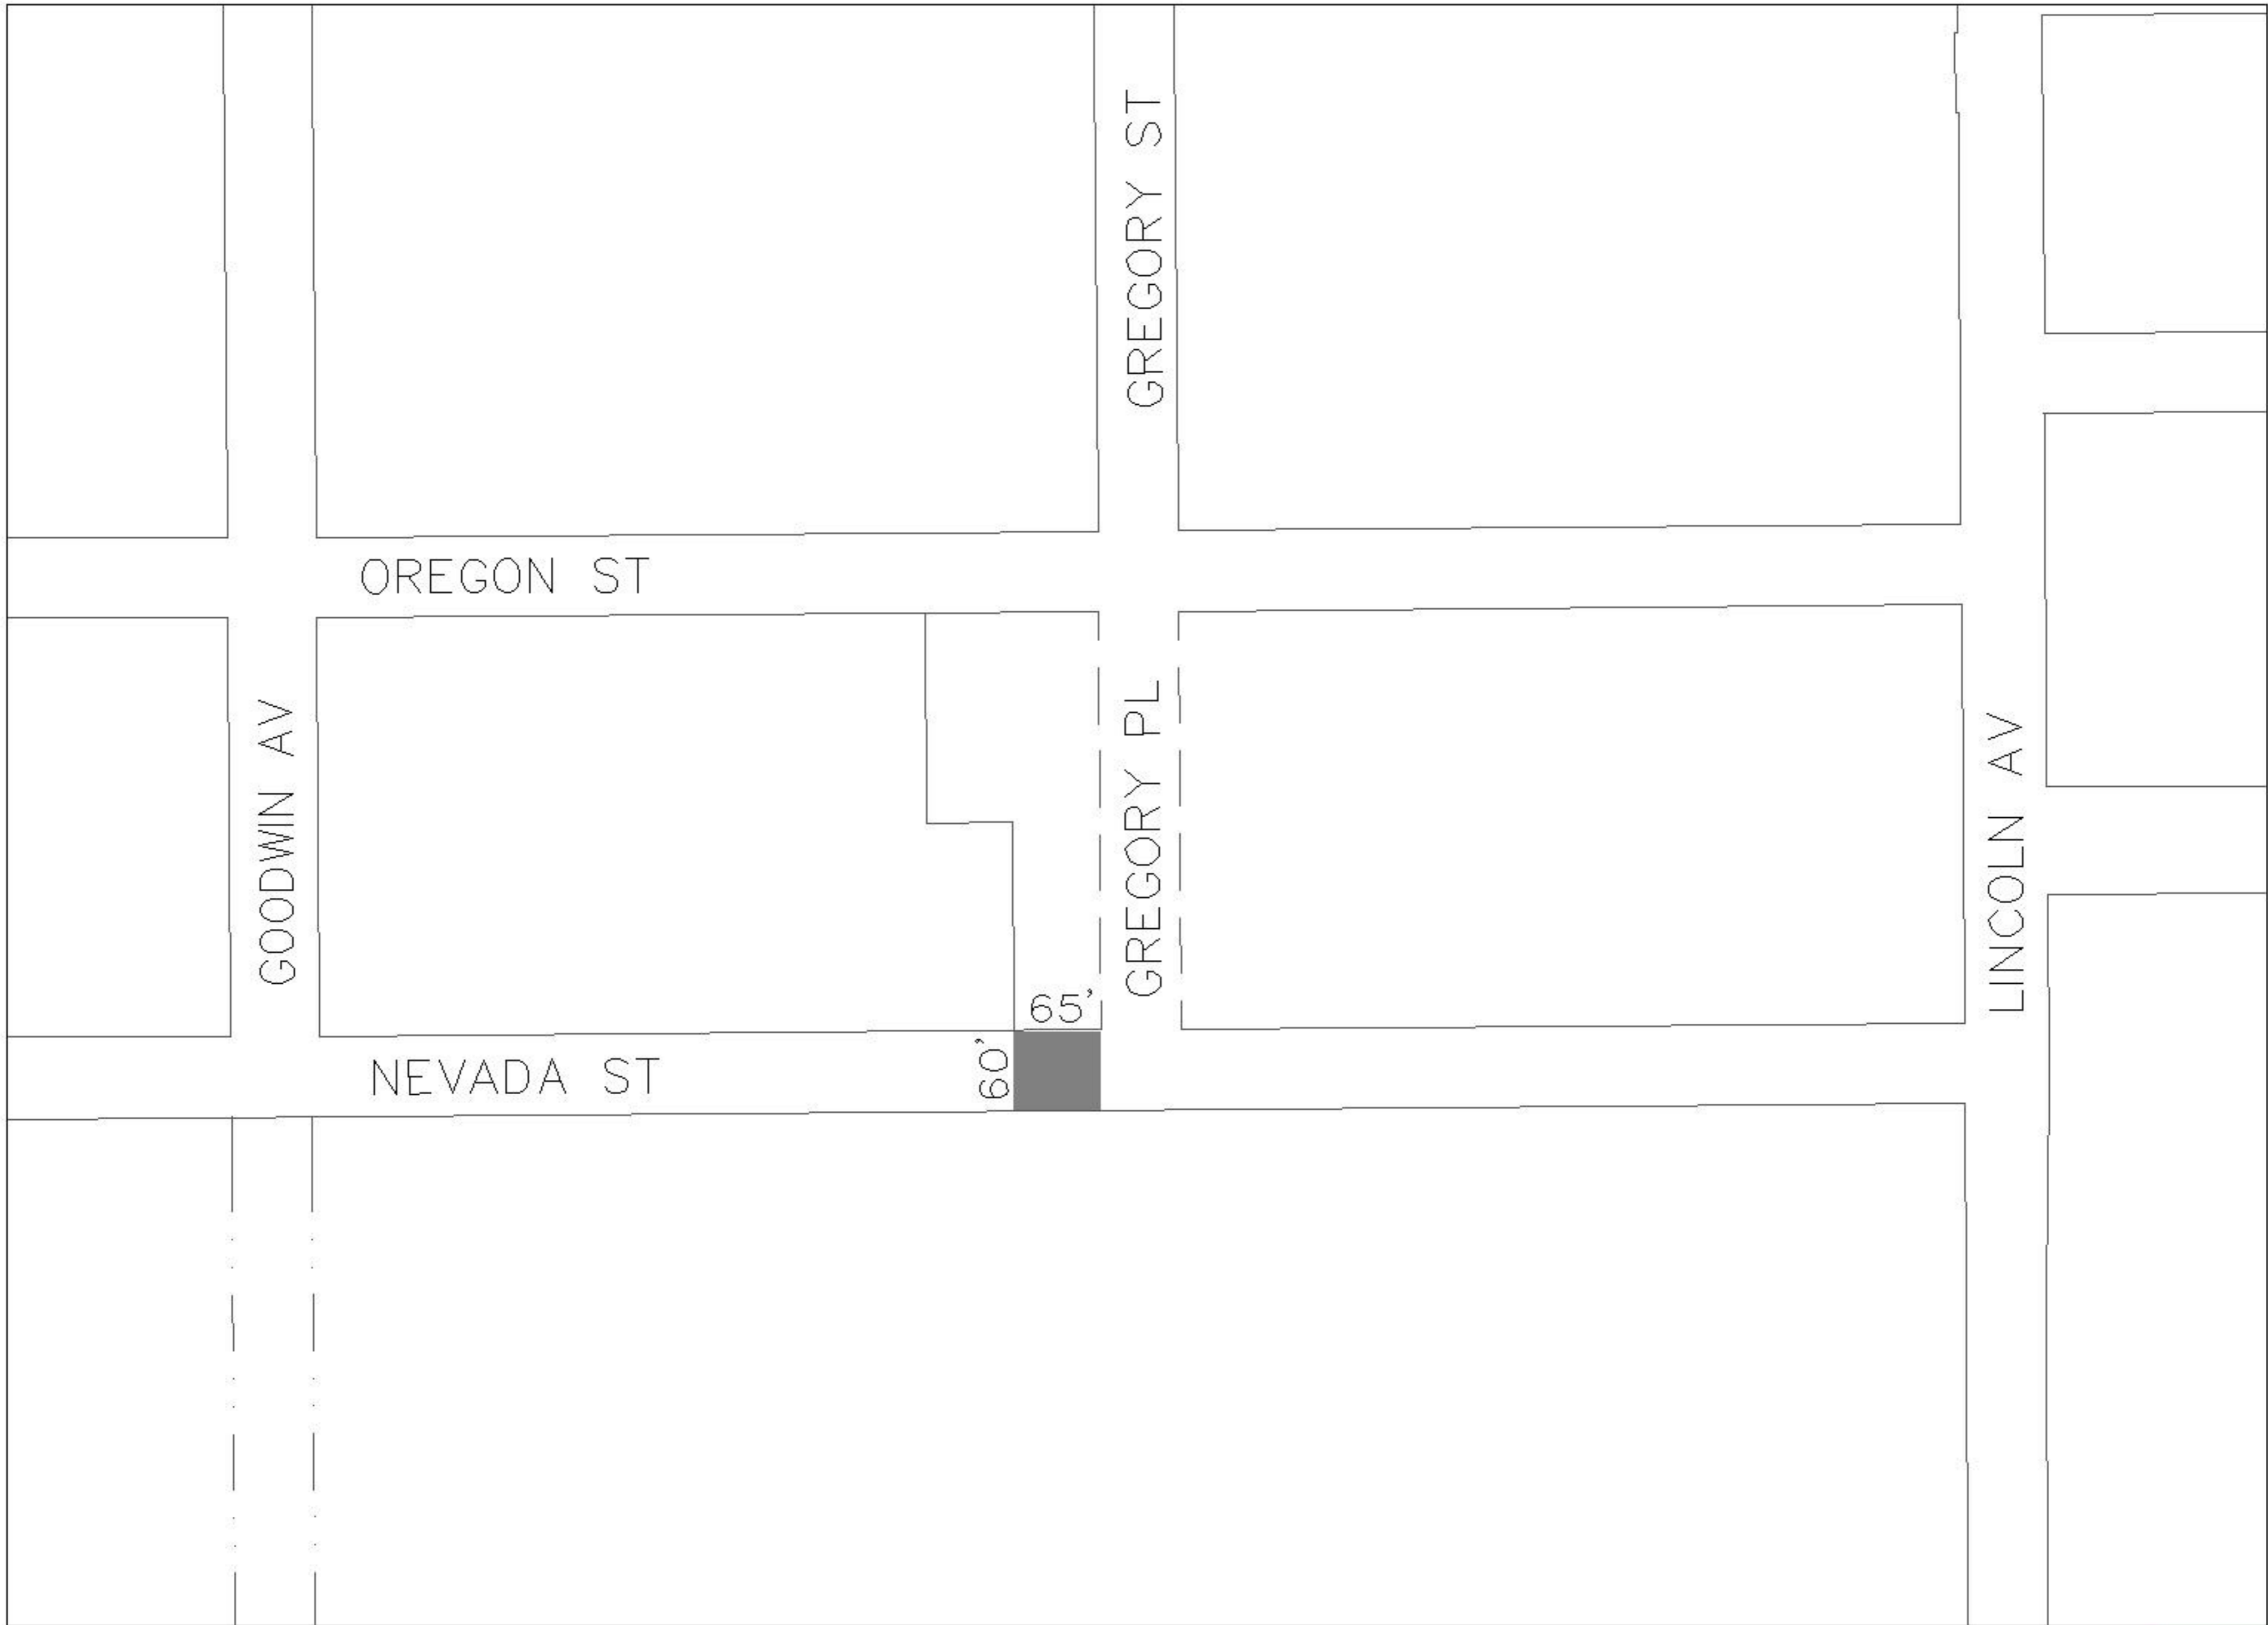 GREGORY ST
OREGON ST
GOODWIN AV
GREGORY PL
LINCOLN AV
65'
60'
NEVADA ST